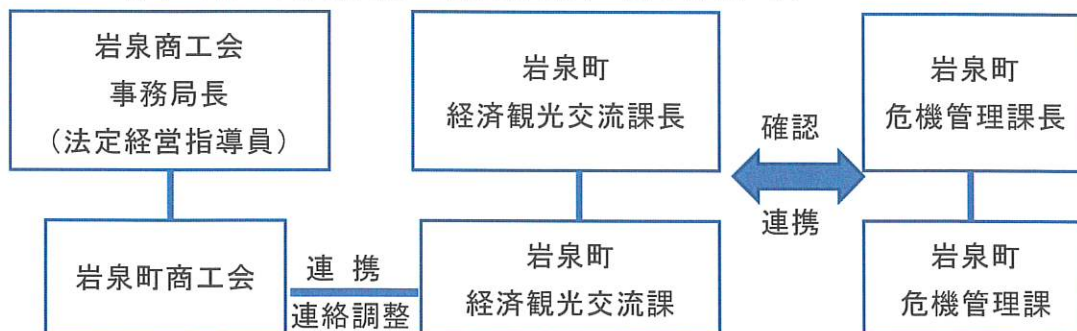 岩泉商工会
事務局長
（法定経営指導員）
岩泉町
経済観光交流課長
確認
連携
岩泉町
危機管理課長
岩泉町商工会
連 携
連絡調整
岩泉町
経済観光交流課
岩泉町
危機管理課